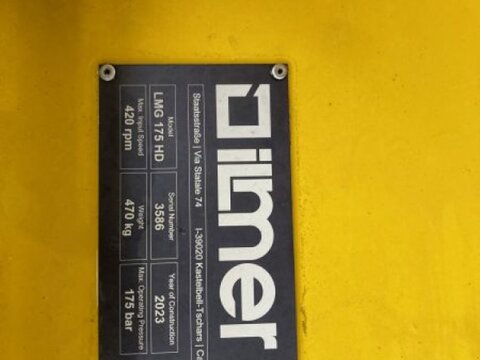 ilmer
Staatsstraße | Via Statale 74 I-39020 Kastelbell-Tschars | Ca
Model Serial Number Year of Construction
LMG 175 HD 3586 2023
Max. Input Speed Weight Max. Operating Pressure
420 rpm 470 kg 175 bar